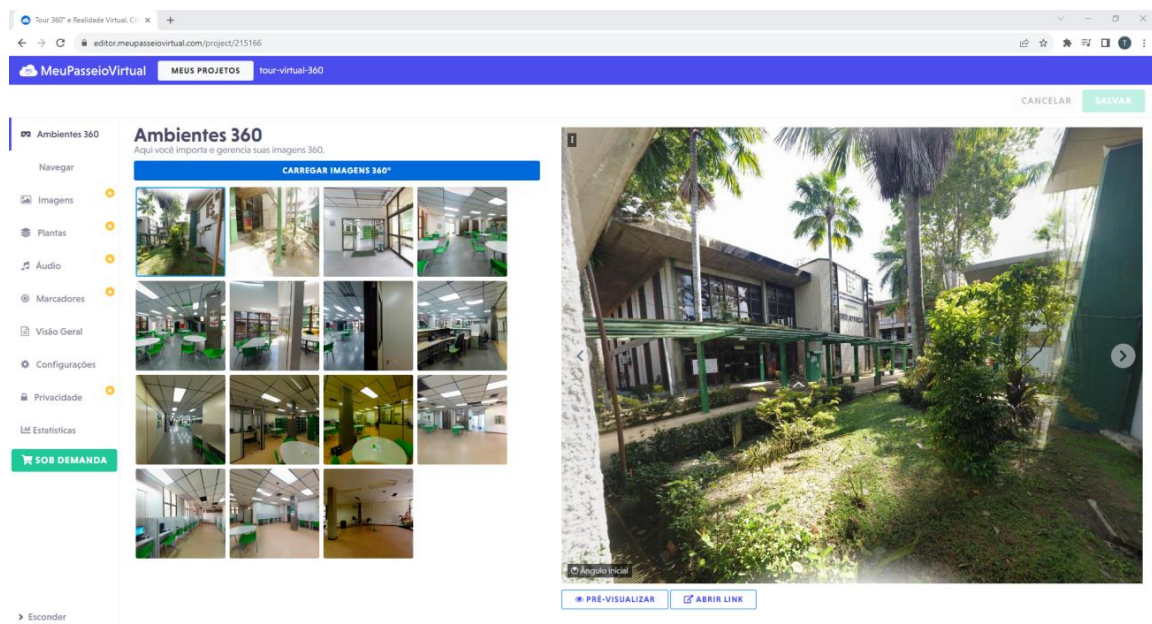 Tour 360° e Realidade Virtual. Cri
editor.meupasseiovirtual.com/project/215166
T
MeuPasseioVirtual
MEUS PROJETOS
tour-virtual-360
CANCELAR
SALVAR
Ambientes 360
Navegar
Imagens
Plantas
Áudio
Marcadores
Visão Geral
Configurações
Privacidade
Estatísticas
SOB DEMANDA
Esconder
Ambientes 360
Aqui você importa e gerencia suas imagens 360.
CARREGAR IMAGENS 360°
BIBLIOTECA
Ângulo inicial
PRÉ-VISUALIZAR
ABRIR LINK